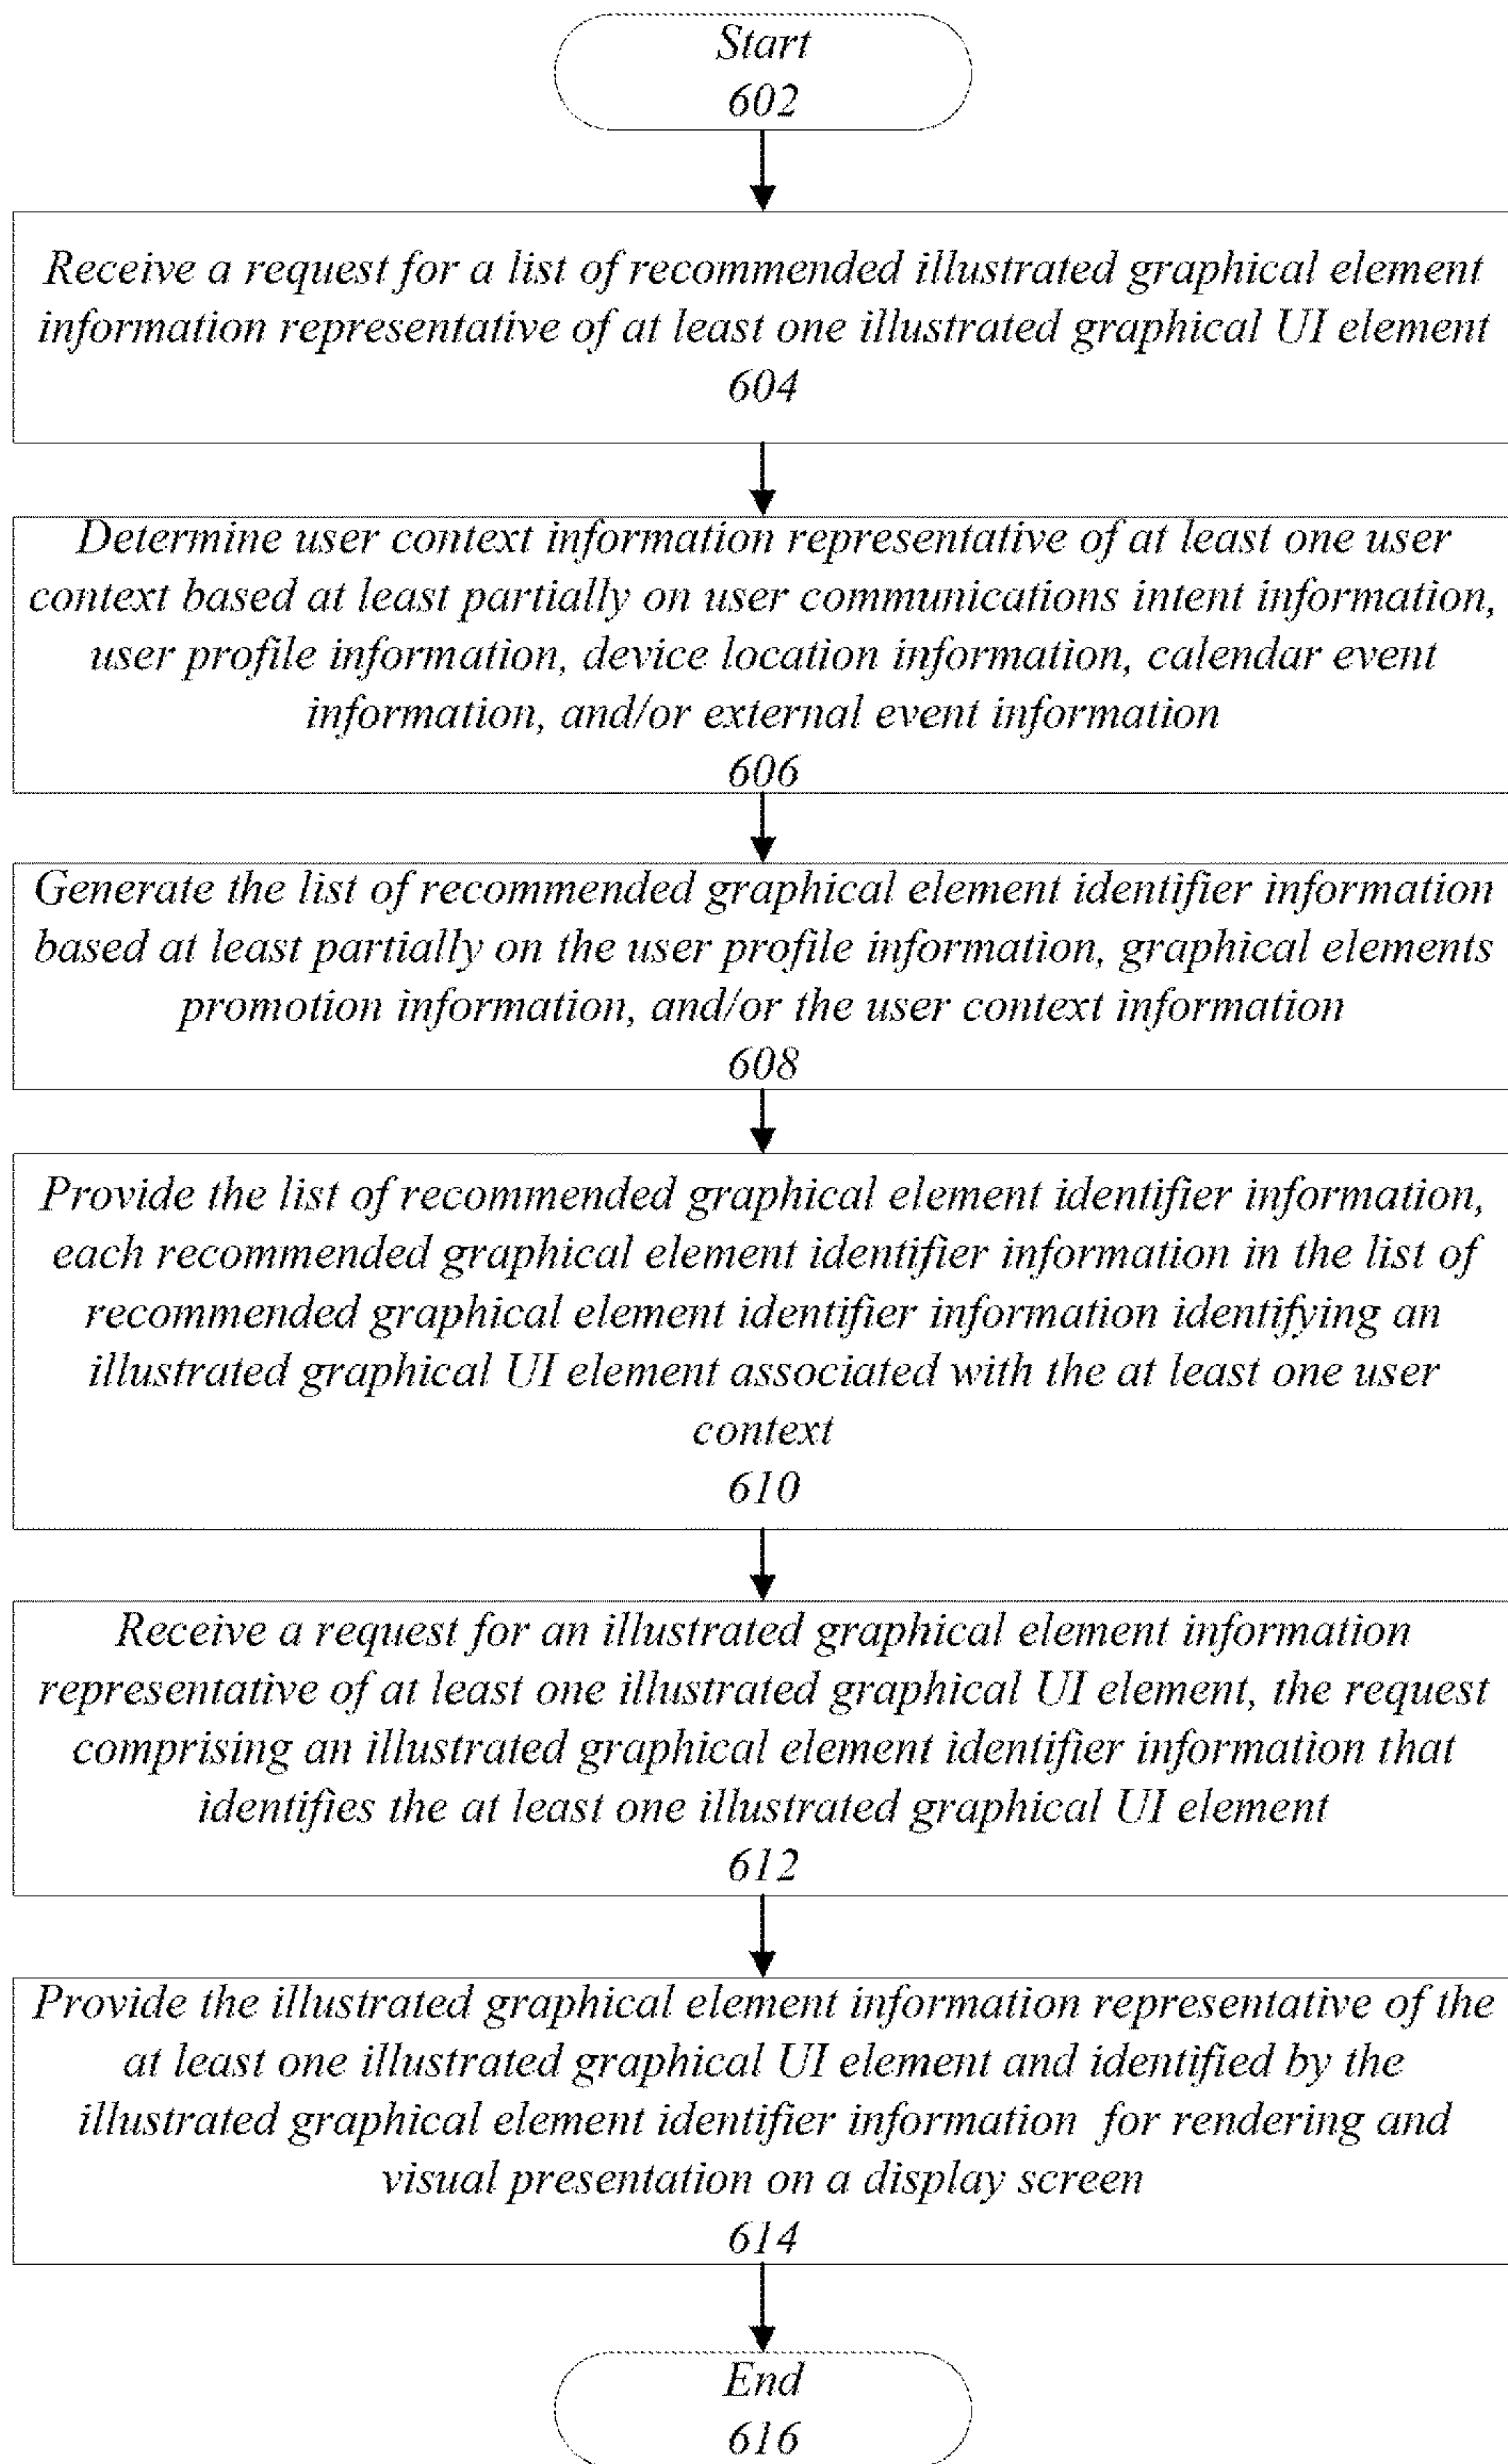 Start
602
Receive a request for a list of recommended illustrated graphical element
information representative of at least one illustrated graphical UI element
604
Determine user context information representative of at least one user
context based at least partially on user communications intent information,
user profile information, device location information, calendar event
information, and/or external event information
606
Generate the list of recommended graphical element identifier information
based at least partially on the user profile information, graphical elements
promotion information, and/or the user context information
608
Provide the list of recommended graphical element identifier information,
each recommended graphical element identifier information in the list of
recommended graphical element identifier information identifying an
illustrated graphical UI element associated with the at least one user
context
610
Receive a request for an illustrated graphical element information
representative of at least one illustrated graphical UI element, the request
comprising an illustrated graphical element identifier information that
identifies the at least one illustrated graphical UI element
612
Provide the illustrated graphical element information representative of the
at least one illustrated graphical UI element and identified by the
illustrated graphical element identifier information for rendering and
visual presentation on a display screen
614
End
616